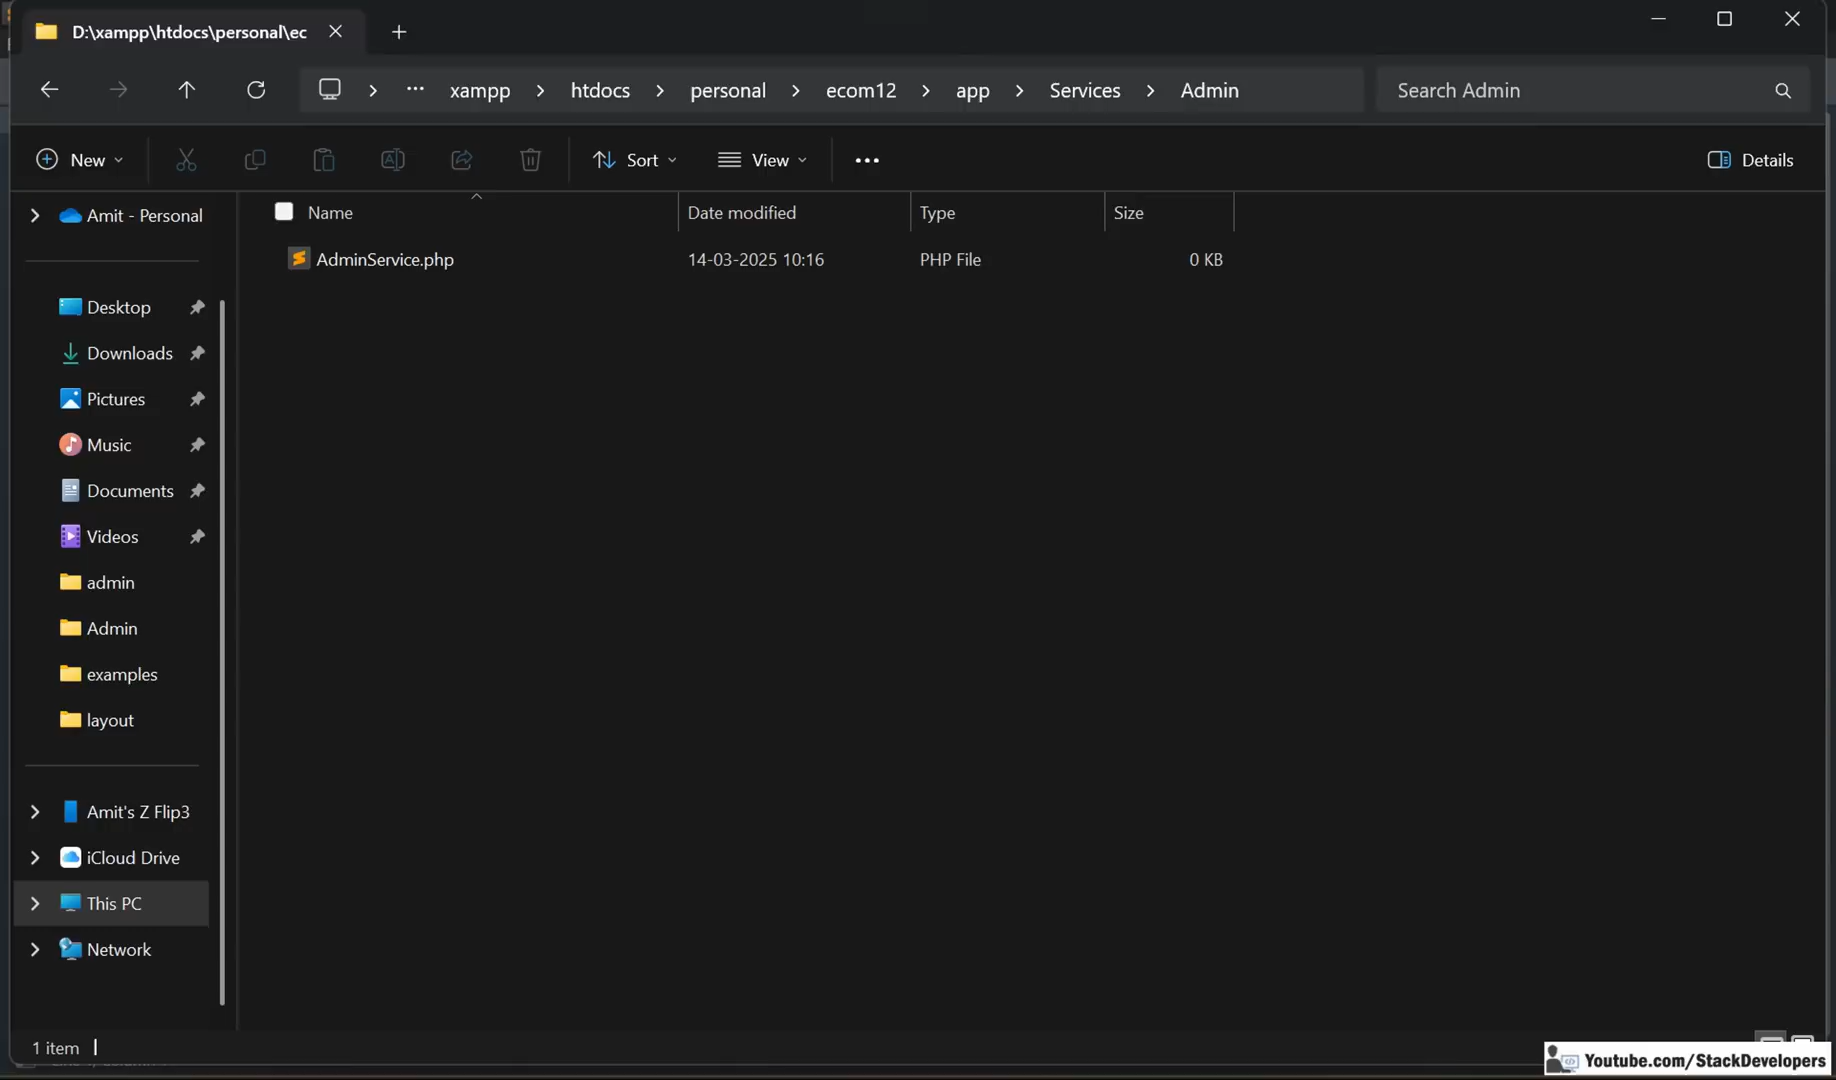 D:\xampp\htdocs\personal\ec
xampp htdocs personal ecom12 app Services Admin
Search Admin
New Sort View Details
Amit - Personal
Name Date modified Type Size
AdminService.php 14-03-2025 10:16 PHP File 0 KB
Desktop
Downloads
Pictures
Music
Documents
Videos
admin
Admin
examples
layout
Amit's Z Flip3
iCloud Drive
This PC
Network
1 item
Youtube.com/StackDevelopers